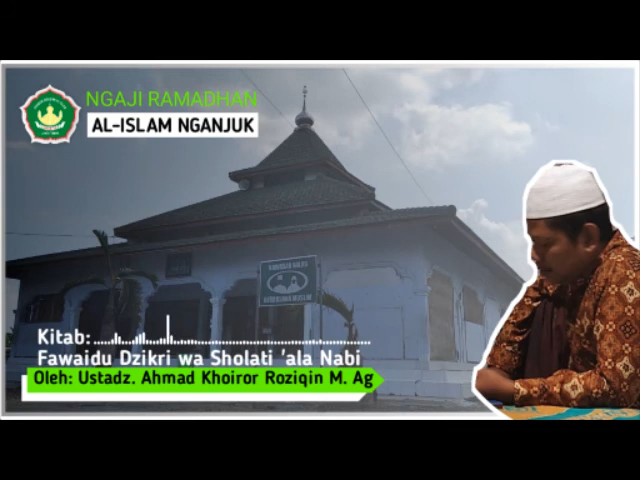 NGAJI RAMADHAN
AL-ISLAM NGANJUK
Kitab:
Fawaidu Dzikri wa Sholati 'ala Nabi
Oleh: Ustadz. Ahmad Khoiror Roziqin M. Ag